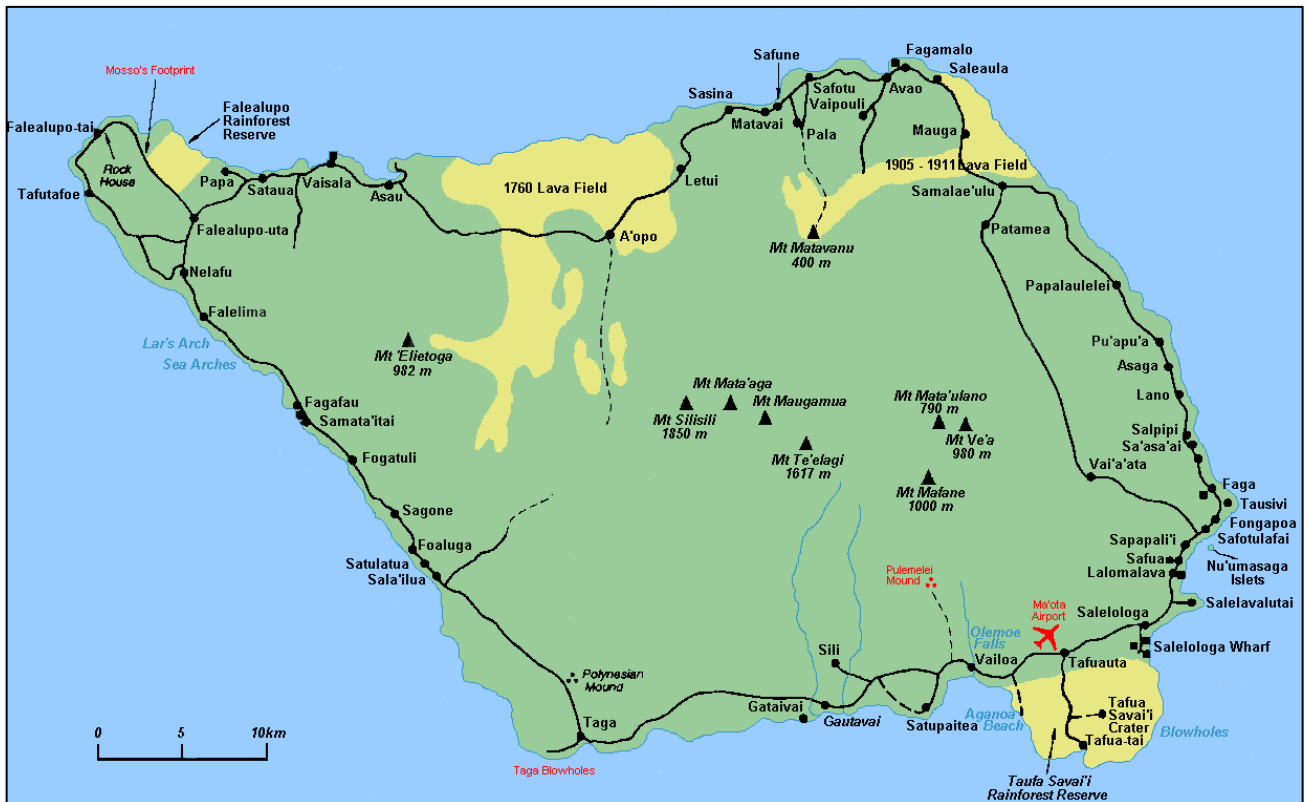 Mosso's Footprint
Falealupo
Rainforest
Reserve
Falealupo-tai
Rock
House
Tafutafoe
Papa
Sataua
Vaisala
Asau
Falealupo-uta
Nelafu
Falelima
Lar's Arch
Sea Arches
1760 Lava Field
A'opo
Letui
Sasina
Matavai
Safune
Safotu
Vaipouli
Pala
Fagamalo
Avao
Saleaula
Mauga
1905 - 1911 Lava Field
Samalae'ulu
Mt Matavanu
400 m
Patamea
Papalaulelei
Pu'apu'a
Asaga
Lano
Salpipi
Sa'asa'ai
Vai'a'ata
Faga
Tausivi
Fongapoa
Safotulafai
Sapapali'i
Safua
Lalomalava
Nu'umasaga
Islets
Salelavalutai
Mt 'Elietoga
982 m
Mt Mata'aga
Mt Silisili
1850 m
Mt Maugamua
Mt Te'elagi
1617 m
Mt Mata'ulano
790 m
Mt Ve'a
980 m
Mt Mafane
1000 m
Fagafau
Samata'itai
Fogatuli
Sagone
Foaluga
Satulatua
Sala'ilua
Pulemelei
Mound
Ma'ota
Airport
Salelologa
Salelologa Wharf
Olemoe
Falls
Sili
Vailoa
Tafuauta
Polynesian
Mound
Taga
Gataivai
Gautavai
Satupaitea
Aganoa
Beach
Tafua
Savai'i
Crater
Tafua-tai
Blowholes
Taga Blowholes
Taufa Savai'i
Rainforest Reserve
0 5 10km